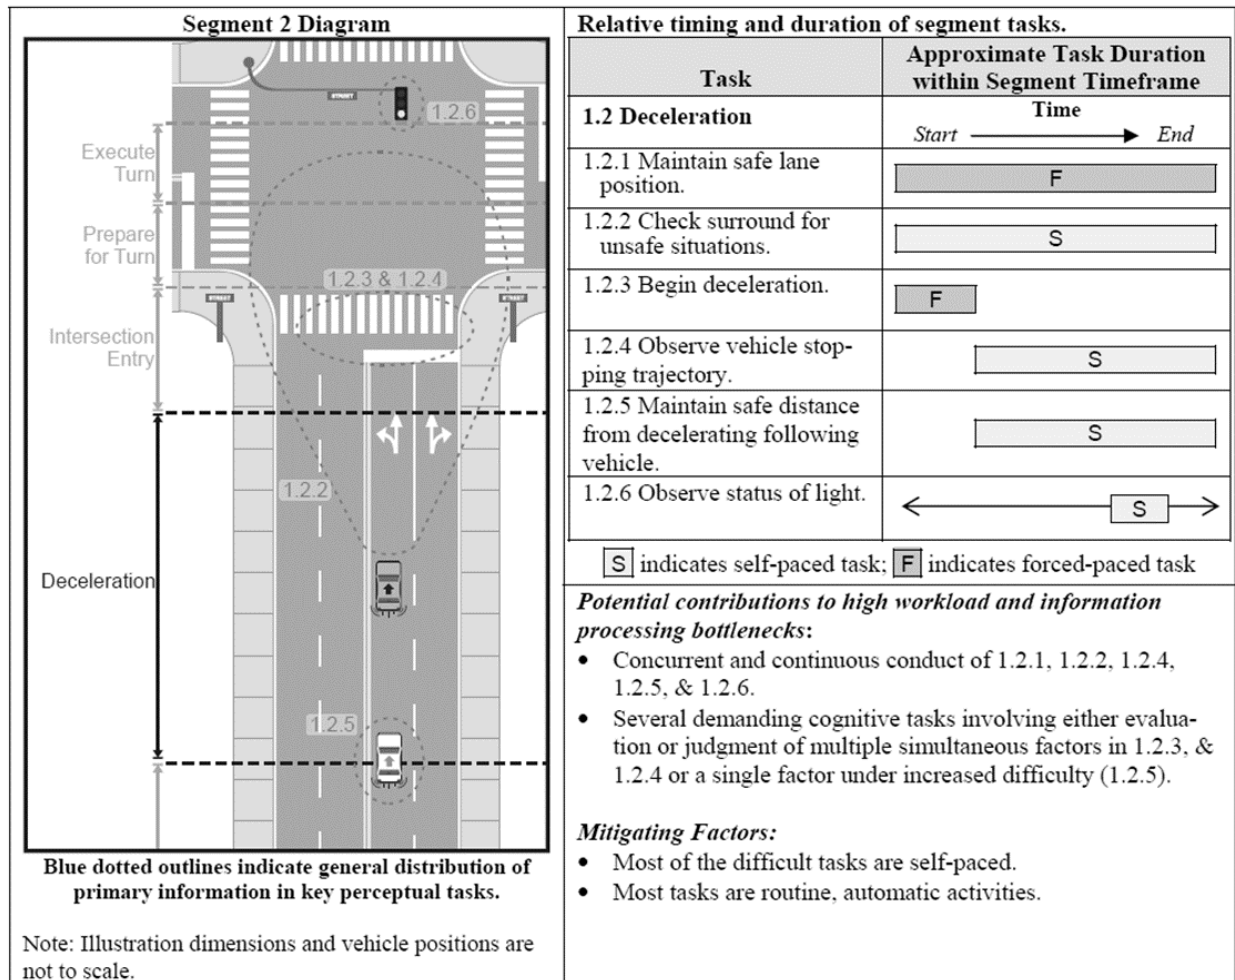 Segment 2 Diagram
STREET
1.2.6
Execute
Turn
Prepare
for Turn
1.2.3 & 1.2.4
STREET
STREET
Intersection
Entry
1.2.2
Deceleration
1.2.5
Blue dotted outlines indicate general distribution of
primary information in key perceptual tasks.
Note: Illustration dimensions and vehicle positions are
not to scale.
Relative timing and duration of segment tasks.
Task
Approximate Task Duration
within Segment Timeframe
1.2 Deceleration
Time
Start End
1.2.1 Maintain safe lane
position.
F
1.2.2 Check surround for
unsafe situations.
S
1.2.3 Begin deceleration.
F
1.2.4 Observe vehicle stop-
ping trajectory.
S
1.2.5 Maintain safe distance
from decelerating following
vehicle.
S
1.2.6 Observe status of light.
S
S indicates self-paced task; F indicates forced-paced task
Potential contributions to high workload and information
processing bottlenecks:
• Concurrent and continuous conduct of 1.2.1, 1.2.2, 1.2.4,
1.2.5, & 1.2.6.
• Several demanding cognitive tasks involving either evalua-
tion or judgment of multiple simultaneous factors in 1.2.3, &
1.2.4 or a single factor under increased difficulty (1.2.5).
Mitigating Factors:
• Most of the difficult tasks are self-paced.
• Most tasks are routine, automatic activities.